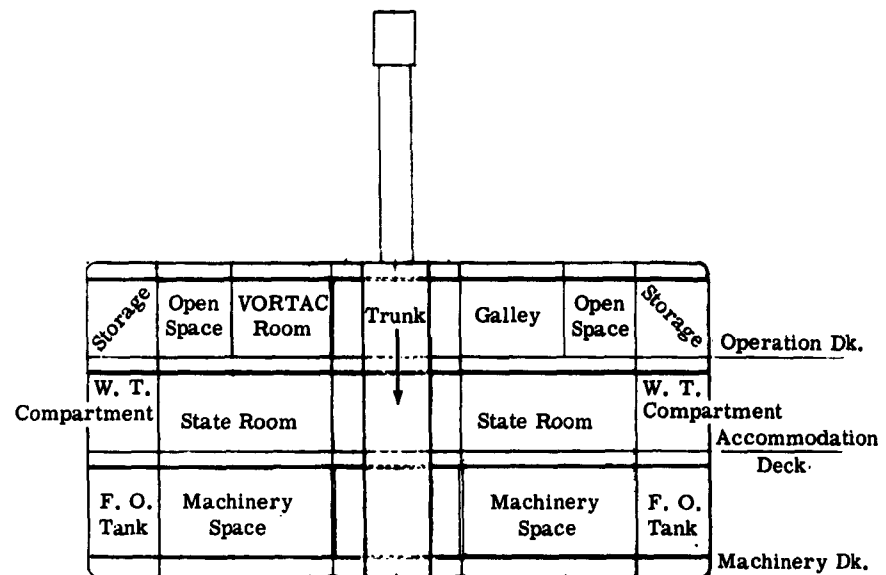 Storage
Open
Space
VORTAC
Room
Trunk
Galley
Open
Space
Storage
Operation Dk.
W. T.
Compartment
State Room
State Room
W. T.
Compartment
Accommodation
Deck
F. O.
Tank
Machinery
Space
Machinery
Space
F. O.
Tank
Machinery Dk.